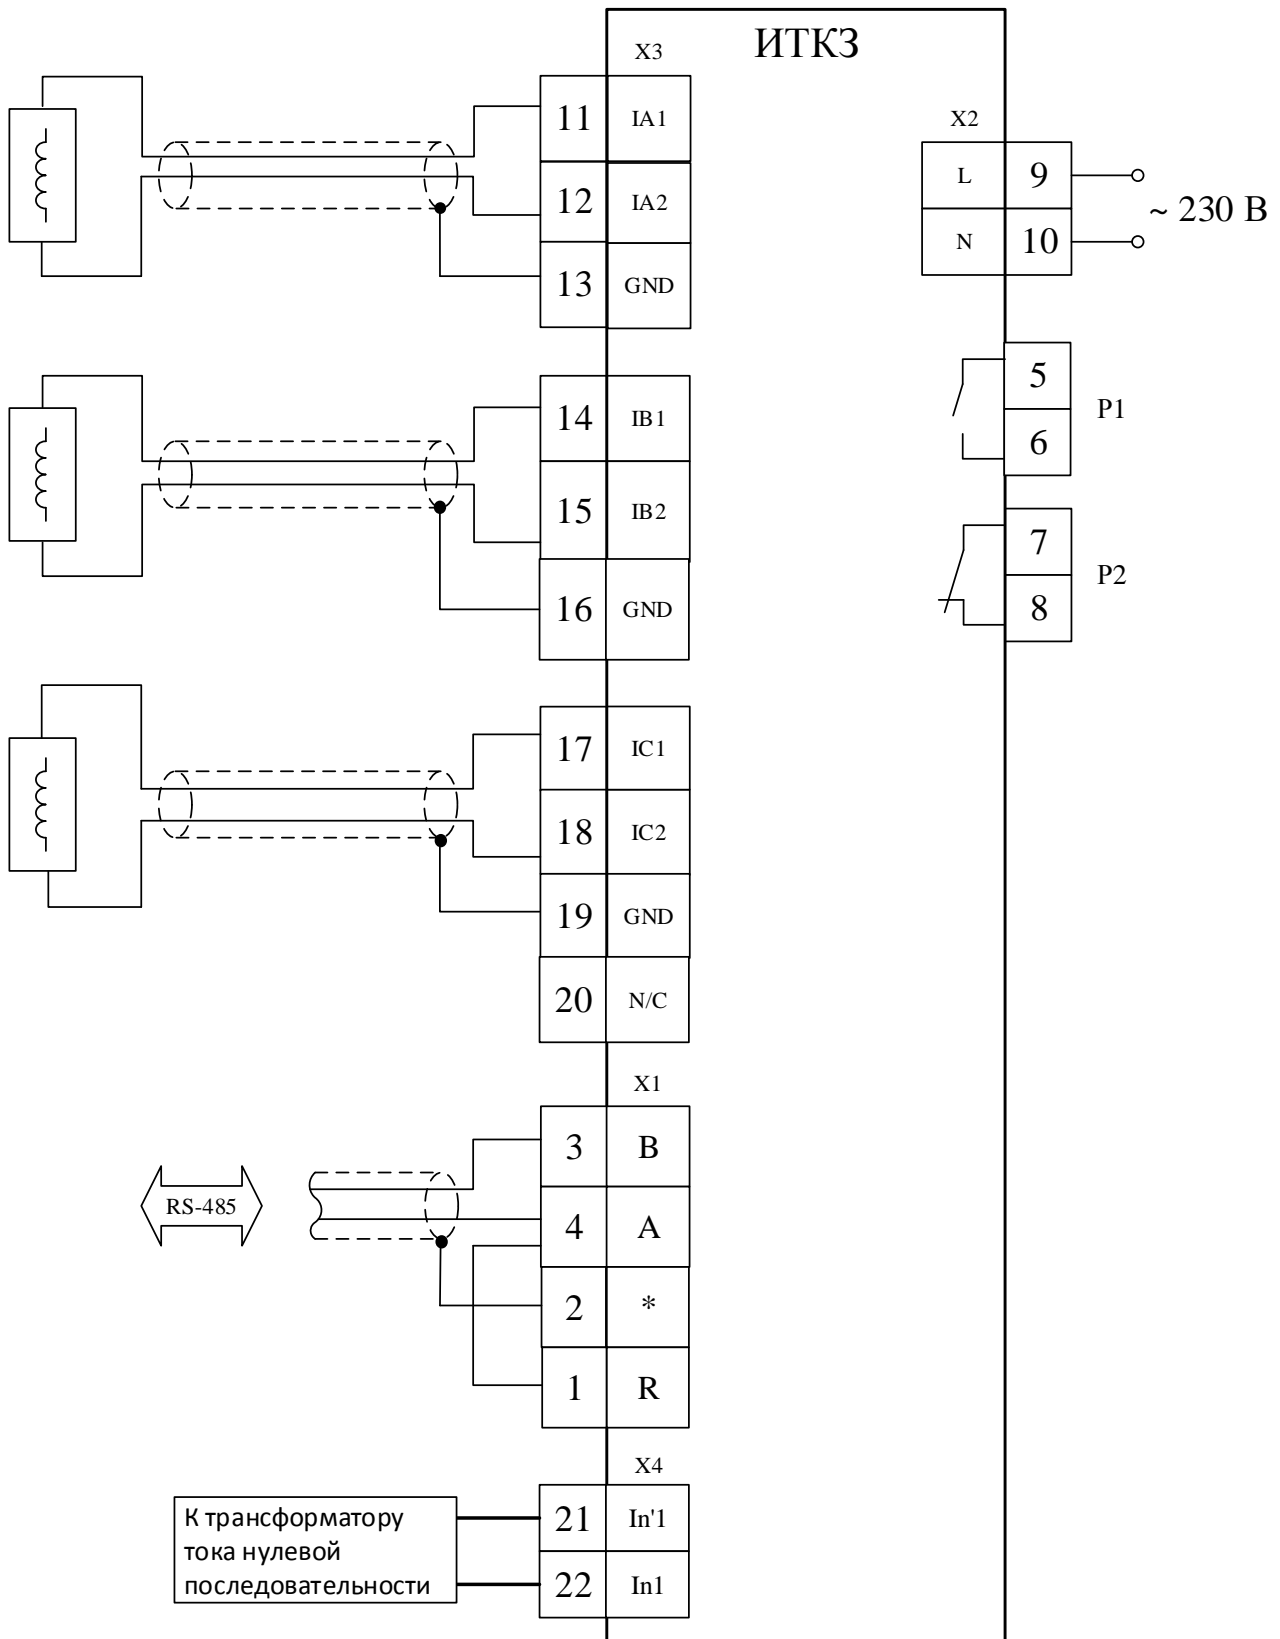 ИТКЗ
X3
11 IA1
12 IA2
13 GND
14 IB1
15 IB2
16 GND
17 IC1
18 IC2
19 GND
20 N/C
X2
L 9
N 10
~ 230 В
5
6
P1
7
8
P2
X1
3 B
4 A
2 *
1 R
RS-485
X4
21 In'1
22 In1
К трансформатору
тока нулевой
последовательности